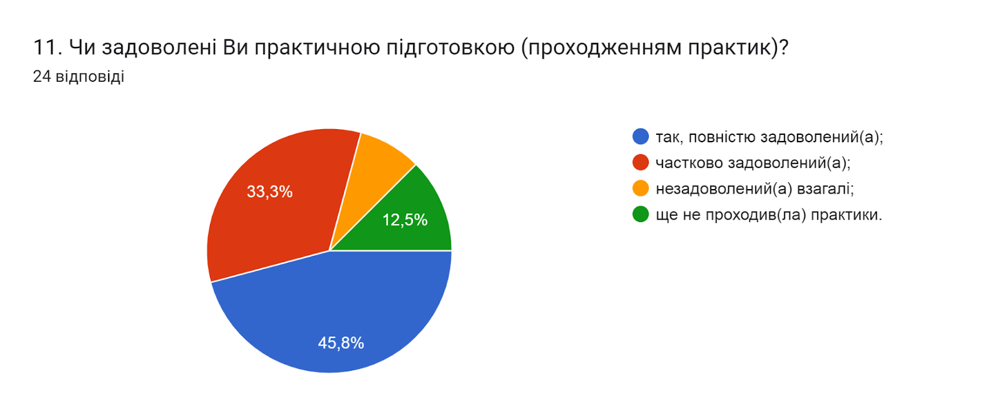 11. Чи задоволені Ви практичною підготовкою (проходженням практик)?
24 відповіді
так, повністю задоволений(а);
частково задоволений(а);
незадоволений(а) взагалі;
ще не проходив(ла) практики.
33,3%
12,5%
45,8%